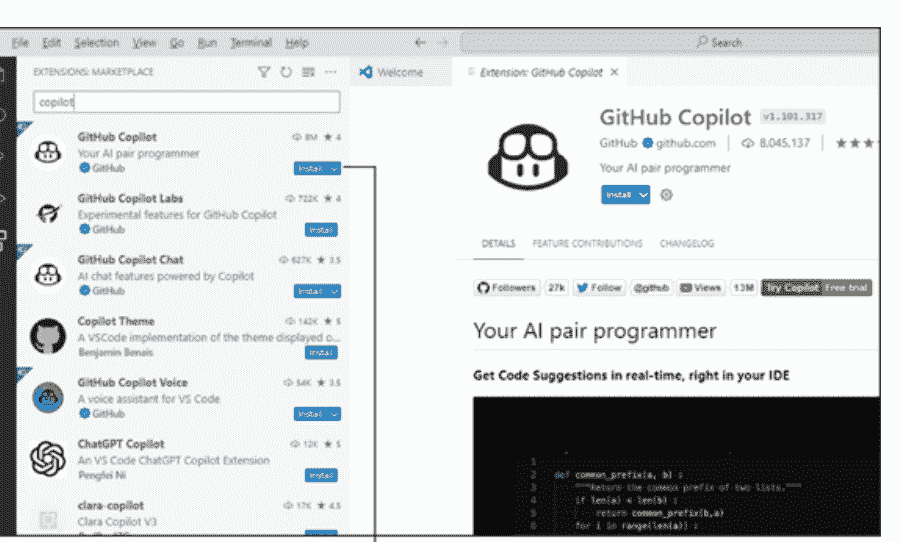 File Edit Selection View Go Run Terminal Help
Search
EXTENSIONS: MARKETPLACE
copilot
GitHub Copilot 8M ★ 4
Your AI pair programmer
GitHub Install
GitHub Copilot Labs 722K ★ 4
Experimental features for GitHub Copilot
GitHub Install
GitHub Copilot Chat 627K ★ 3.5
AI chat features powered by Copilot
GitHub Install
Copilot Theme 142K ★ 5
A VSCode implementation of the theme displayed o...
Benjamin Benais Install
GitHub Copilot Voice 54K ★ 3.5
A voice assistant for VS Code
GitHub Install
ChatGPT Copilot 12K ★ 5
An VS Code ChatGPT Copilot Extension
Pengfei Ni Install
clara-copilot 17K ★ 4.5
Clara Copilot V3
Welcome
Extension: GitHub Copilot
GitHub Copilot v1.101.317
GitHub github.com 8,045,137 ★★★
Your AI pair programmer
Install
DETAILS FEATURE CONTRIBUTIONS CHANGELOG
Followers 27k Follow @github Views 13M Try Copilot Free trial
Your AI pair programmer
Get Code Suggestions in real-time, right in your IDE
def common_prefix(a, b) :
"""Return the common prefix of two lists."""
if len(a) < len(b) :
return common_prefix(b,a)
for i in range(len(a)) :